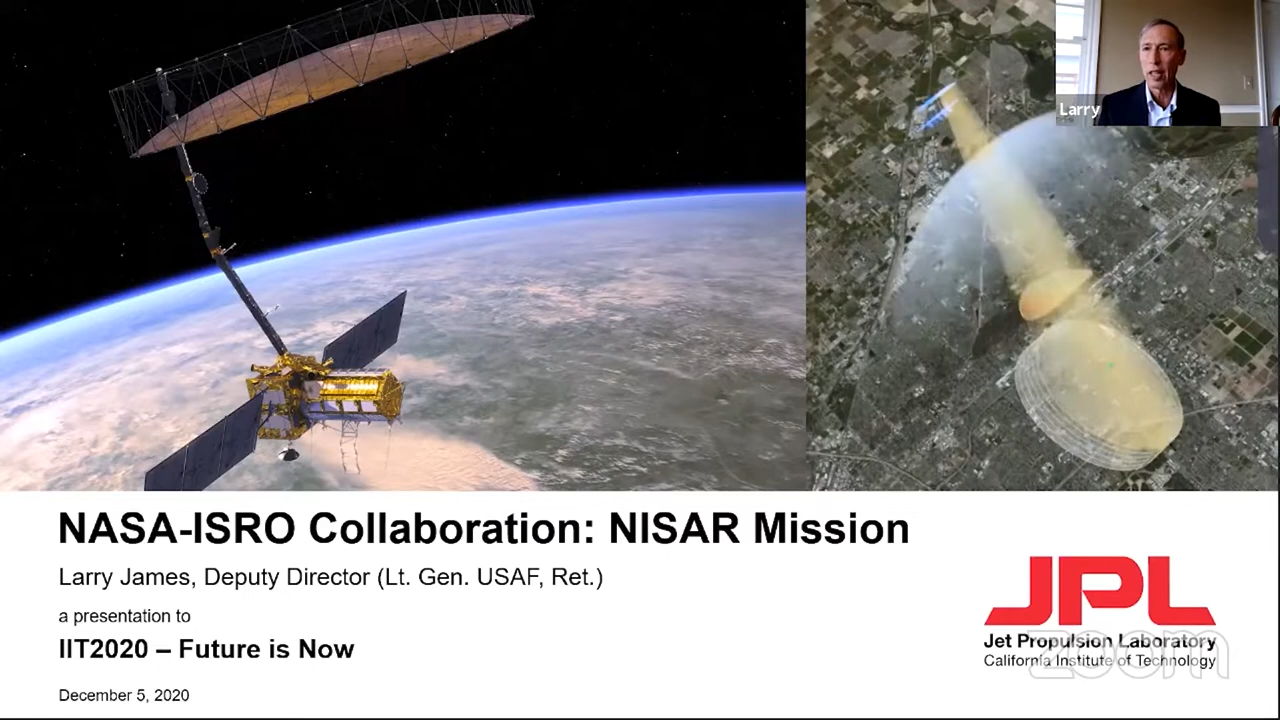 Larry
NASA-ISRO Collaboration: NISAR Mission
Larry James, Deputy Director (Lt. Gen. USAF, Ret.)
a presentation to
IIT2020 – Future is Now
December 5, 2020
JPL
Jet Propulsion Laboratory
California Institute of Technology
zoom